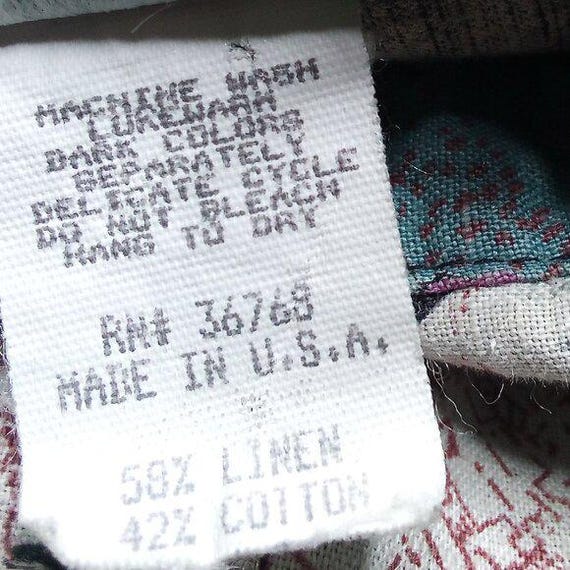 MACHINE WASH
LUKEWARM
DARK COLORS
SEPARATELY
DELICATE CYCLE
DO NOT BLEACH
HANG TO DRY
RN# 36768
MADE IN U.S.A.
58% LINEN
42% COTTON